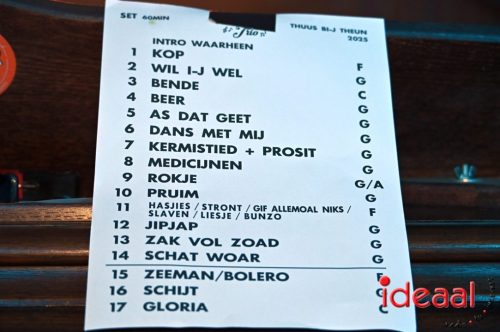 SET 60MIN
Trio
THUUS BI-J THEUN
2025
INTRO WAARHEEN
1 KOP F
2 WIL I-J WEL G
3 BENDE C
4 BEER G
5 AS DAT GEET G
6 DANS MET MIJ G
7 KERMISTIED + PROSIT G
8 MEDICIJNEN G
9 ROKJE G/A
10 PRUIM G
11 HASJIES / STRONT / GIF ALLEMOAL NIKS / F
SLAVEN / LIESJE / BUNZO
12 JIPJAP G
13 ZAK VOL ZOAD G
14 SCHAT WOAR G
15 ZEEMAN/BOLERO F
16 SCHIJT
17 GLORIA C
ideaal